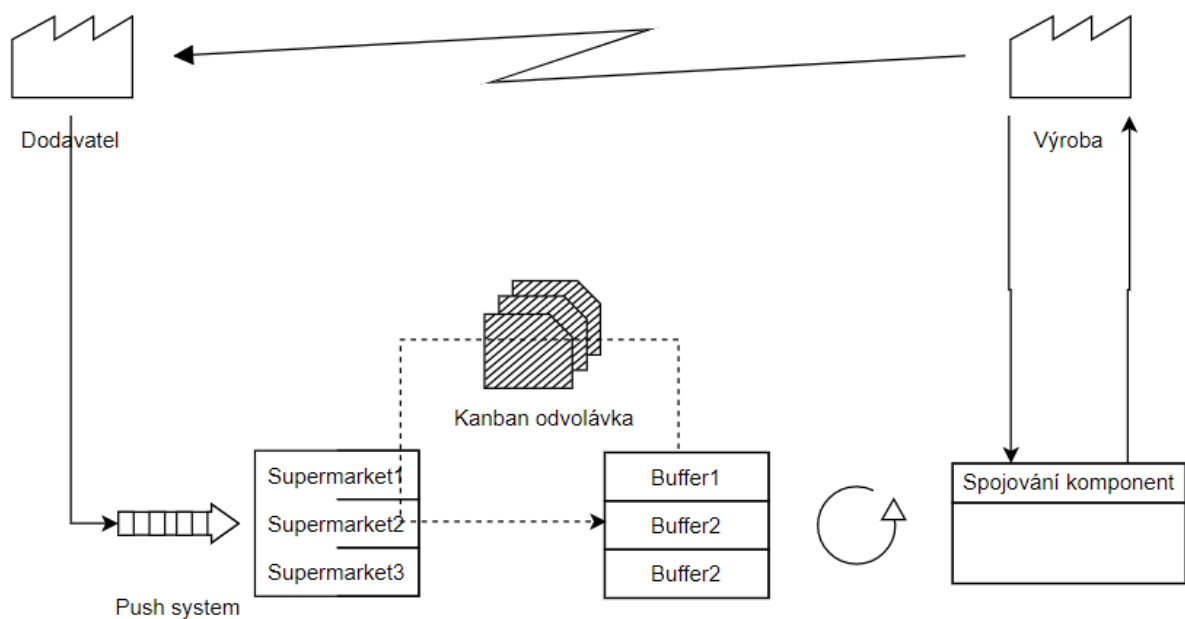 Dodavatel
Výroba
Kanban odvolávka
Supermarket1
Supermarket2
Supermarket3
Buffer1
Buffer2
Buffer2
Spojování komponent
Push system